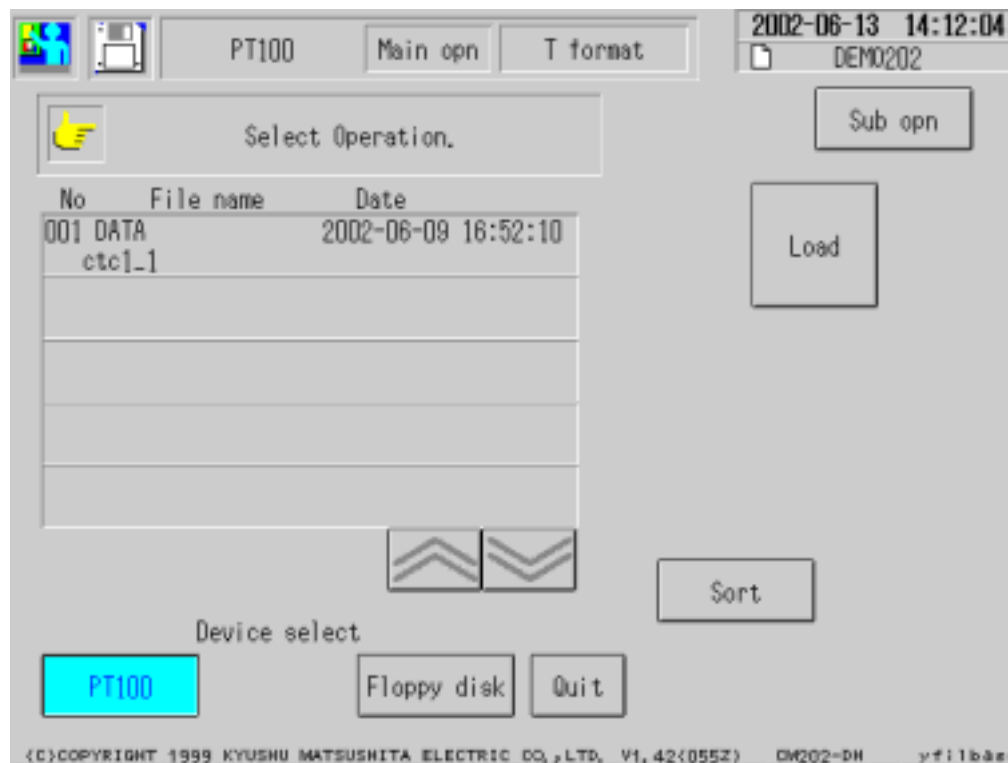 PT100 Main opn T format 2002-06-13 14:12:04
DEMO202
Select Operation.
Sub opn
No File name Date
001 DATA 2002-06-09 16:52:10
ctc1_1
Load
Sort
Device select
PT100 Floppy disk Quit
(C)COPYRIGHT 1999 KYUSHU MATSUSHITA ELECTRIC CO.,LTD. V1.42(055Z) CM202-DH